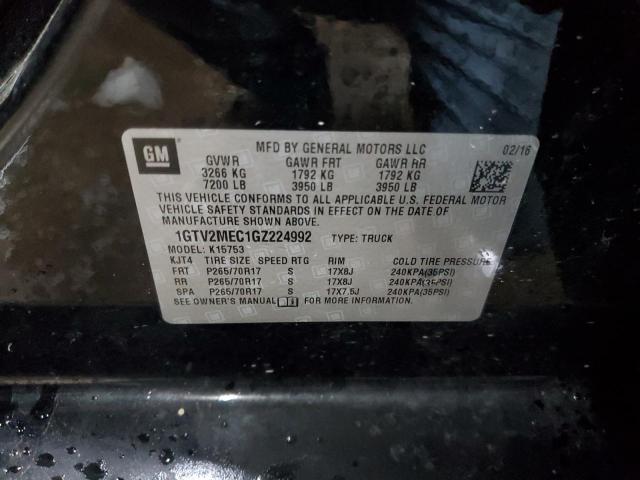 GM
MFD BY GENERAL MOTORS LLC
02/16
GVWR GAWR FRT GAWR RR
3266 KG 1792 KG 1792 KG
7200 LB 3950 LB 3950 LB
THIS VEHICLE CONFORMS TO ALL APPLICABLE U.S. FEDERAL MOTOR
VEHICLE SAFETY STANDARDS IN EFFECT ON THE DATE OF
MANUFACTURE SHOWN ABOVE.
1GTV2MEC1GZ224992 TYPE: TRUCK
MODEL: K15753
KJT4 TIRE SIZE SPEED RTG RIM COLD TIRE PRESSURE
FRT P265/70R17 S 17X8J 240KPA(35PSI)
RR P265/70R17 S 17X8J 240KPA(35PSI)
SPA P265/70R17 S 17X7.5J 240KPA(35PSI)
SEE OWNER'S MANUAL FOR MORE INFORMATION.